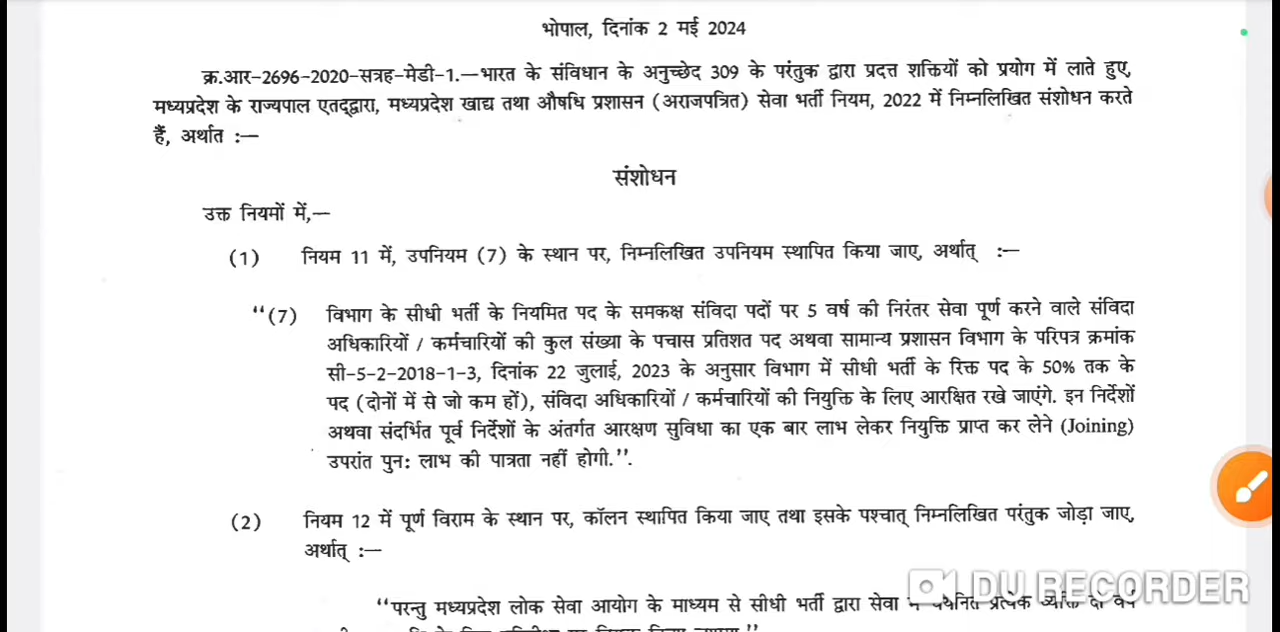 भोपाल, दिनांक 2 मई 2024
क्र.आर-2696-2020-सत्रह-मेडी-1.—भारत के संविधान के अनुच्छेद 309 के परंतुक द्वारा प्रदत्त शक्तियों को प्रयोग में लाते हुए,
मध्यप्रदेश के राज्यपाल एतद्द्वारा, मध्यप्रदेश खाद्य तथा औषधि प्रशासन (अराजपत्रित) सेवा भर्ती नियम, 2022 में निम्नलिखित संशोधन करते
हैं, अर्थात :—
संशोधन
उक्त नियमों में,—
(1) नियम 11 में, उपनियम (7) के स्थान पर, निम्नलिखित उपनियम स्थापित किया जाए, अर्थात् :—
“(7) विभाग के सीधी भर्ती के नियमित पद के समकक्ष संविदा पदों पर 5 वर्ष की निरंतर सेवा पूर्ण करने वाले संविदा
अधिकारियों / कर्मचारियों की कुल संख्या के पचास प्रतिशत पद अथवा सामान्य प्रशासन विभाग के परिपत्र क्रमांक
सी-5-2-2018-1-3, दिनांक 22 जुलाई, 2023 के अनुसार विभाग में सीधी भर्ती के रिक्त पद के 50% तक के
पद (दोनों में से जो कम हों), संविदा अधिकारियों / कर्मचारियों की नियुक्ति के लिए आरक्षित रखे जाएंगे. इन निर्देशों
अथवा संदर्भित पूर्व निर्देशों के अंतर्गत आरक्षण सुविधा का एक बार लाभ लेकर नियुक्ति प्राप्त कर लेने (Joining)
उपरांत पुन: लाभ की पात्रता नहीं होगी.”.
(2) नियम 12 में पूर्ण विराम के स्थान पर, कॉलन स्थापित किया जाए तथा इसके पश्चात् निम्नलिखित परंतुक जोड़ा जाए,
अर्थात् :—
“परन्तु मध्यप्रदेश लोक सेवा आयोग के माध्यम से सीधी भर्ती द्वारा सेवा प्रत्येक व्यक्ति दो वर्ष
DU RECORDER